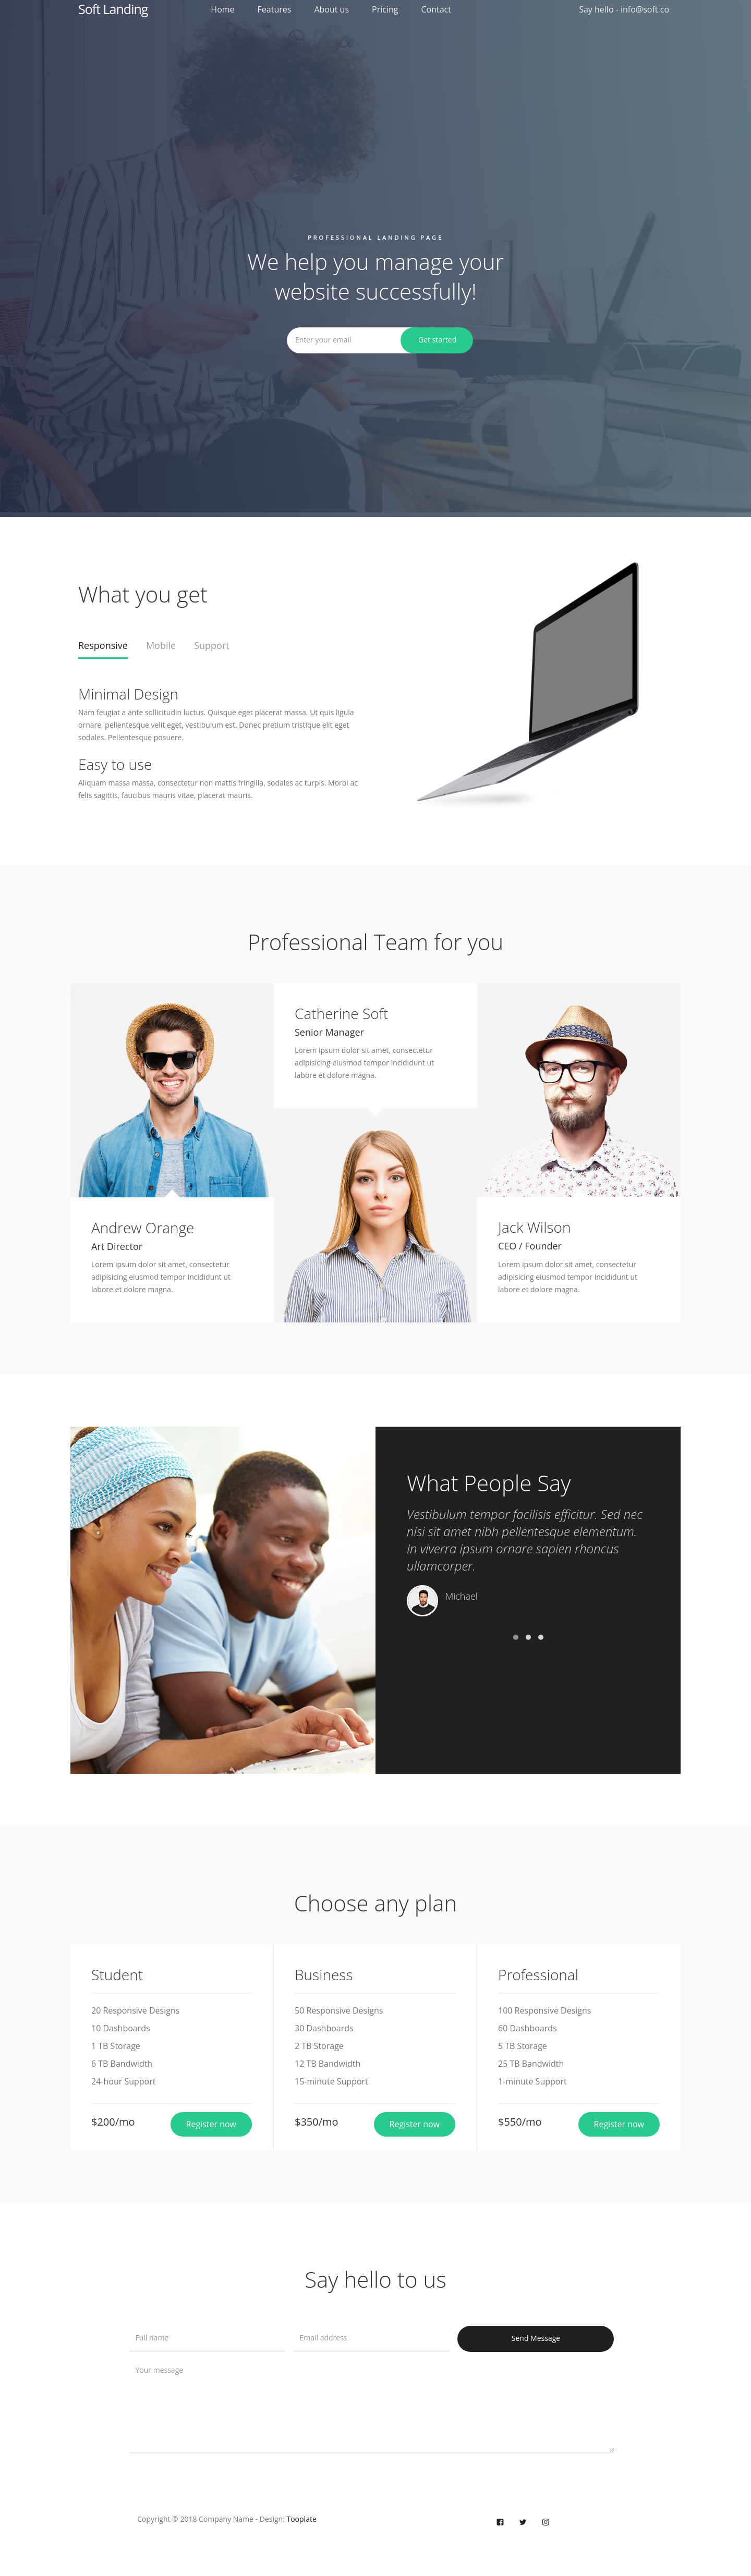 Soft Landing
Home Features About us Pricing Contact
Say hello - info@soft.co
PROFESSIONAL LANDING PAGE
We help you manage your
website successfully!
Enter your email
Get started
What you get
Responsive Mobile Support
Minimal Design
Nam feugiat a ante sollicitudin luctus. Quisque eget placerat massa. Ut quis ligula
ornare, pellentesque velit eget, vestibulum est. Donec pretium tristique elit eget
sodales. Pellentesque posuere.
Easy to use
Aliquam massa massa, consectetur non mattis fringilla, sodales ac turpis. Morbi ac
felis sagittis, faucibus mauris vitae, placerat mauris.
Professional Team for you
Andrew Orange
Art Director
Lorem ipsum dolor sit amet, consectetur
adipisicing eiusmod tempor incididunt ut
labore et dolore magna.
Catherine Soft
Senior Manager
Lorem ipsum dolor sit amet, consectetur
adipisicing eiusmod tempor incididunt ut
labore et dolore magna.
Jack Wilson
CEO / Founder
Lorem ipsum dolor sit amet, consectetur
adipisicing eiusmod tempor incididunt ut
labore et dolore magna.
What People Say
Vestibulum tempor facilisis efficitur. Sed nec
nisi sit amet nibh pellentesque elementum.
In viverra ipsum ornare sapien rhoncus
ullamcorper.
Michael
Choose any plan
Student
20 Responsive Designs
10 Dashboards
1 TB Storage
6 TB Bandwidth
24-hour Support
$200/mo
Register now
Business
50 Responsive Designs
30 Dashboards
2 TB Storage
12 TB Bandwidth
15-minute Support
$350/mo
Register now
Professional
100 Responsive Designs
60 Dashboards
5 TB Storage
25 TB Bandwidth
1-minute Support
$550/mo
Register now
Say hello to us
Full name
Email address
Send Message
Your message
Copyright © 2018 Company Name - Design: Tooplate